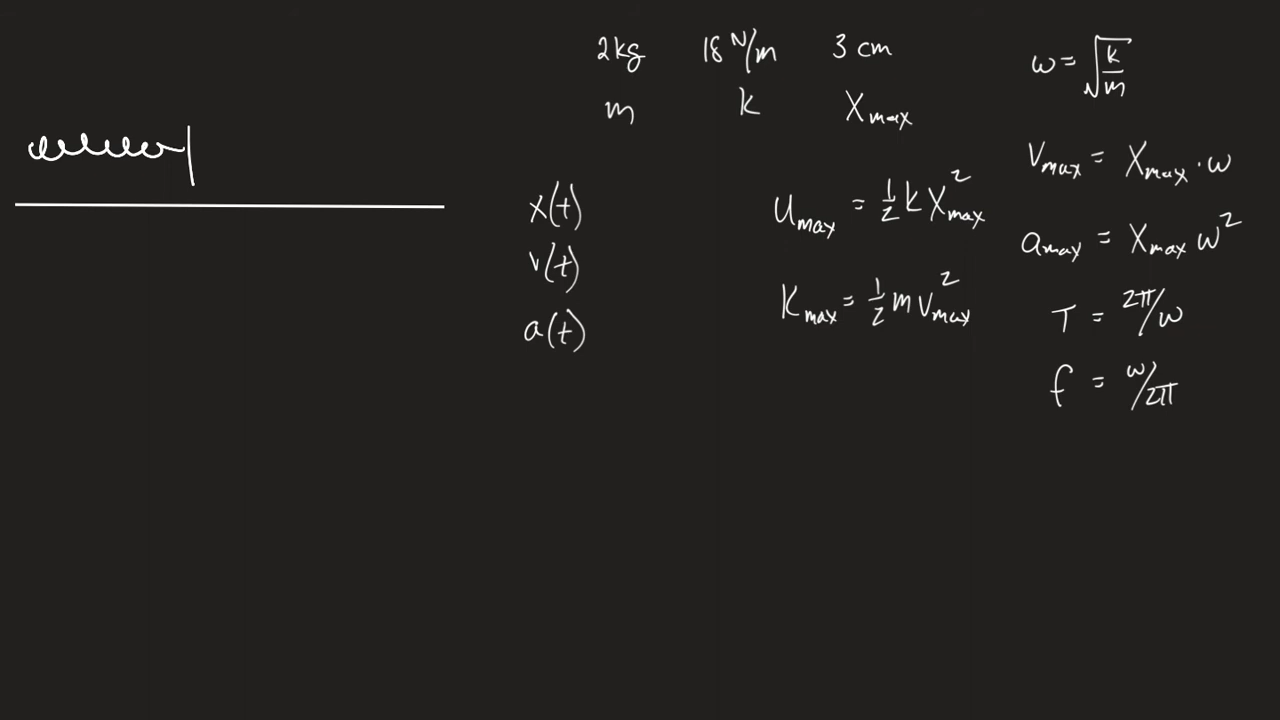 2kg 18 N/m 3 cm
m k Xmax
x(t)
v(t)
a(t)
Umax = 1/2 k Xmax²
Kmax = 1/2 m vmax²
ω = √(k/m)
Vmax = Xmax · ω
amax = Xmax ω²
T = 2π/ω
f = ω/2π